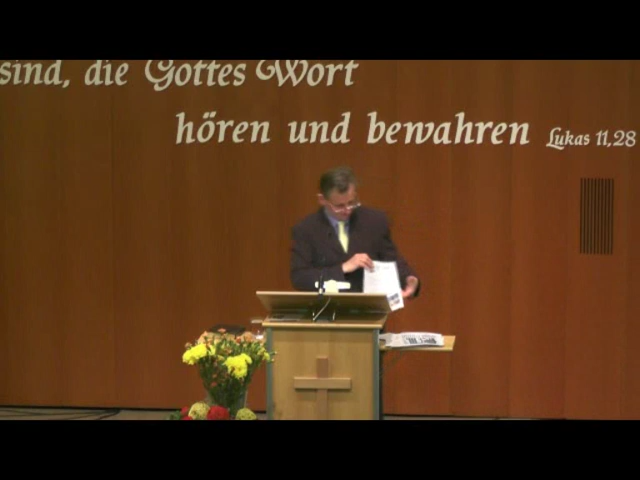 sind, die Gottes Wort
hören und bewahren Lukas 11,28